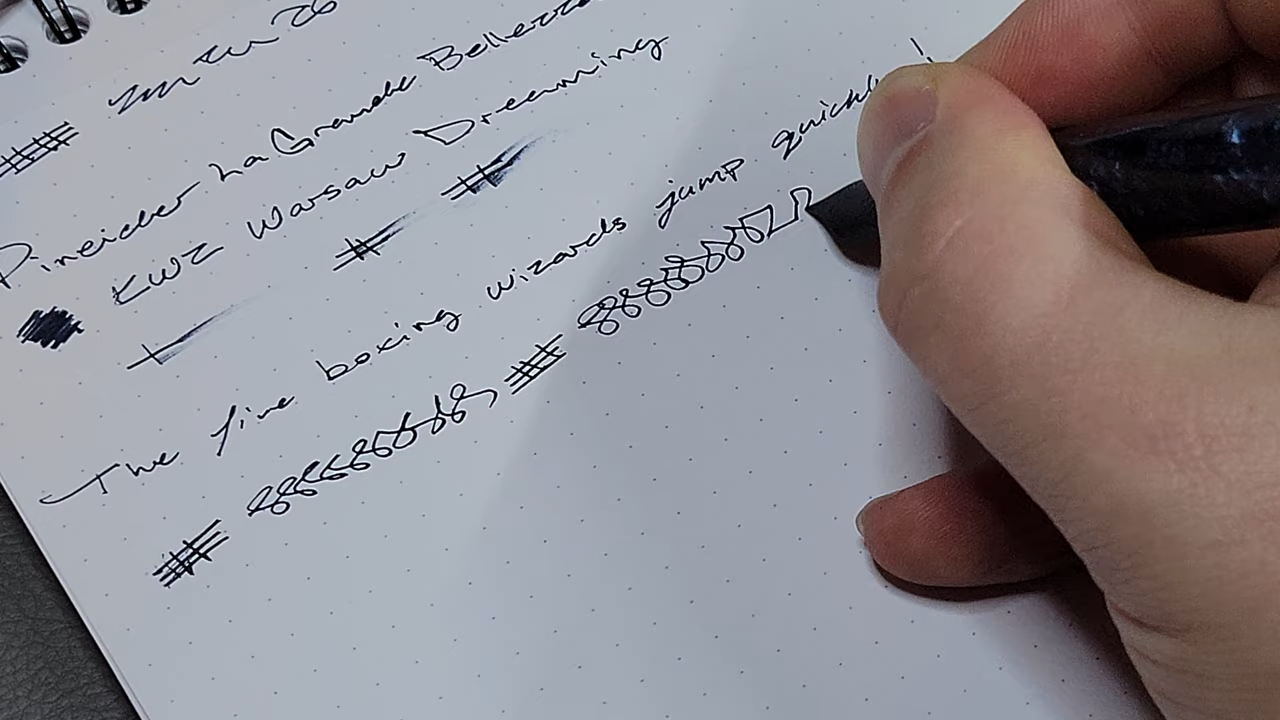 Pineider La Grande Bellezza
KWZ Warsaw Dreaming
The five boxing wizards jump quickly!